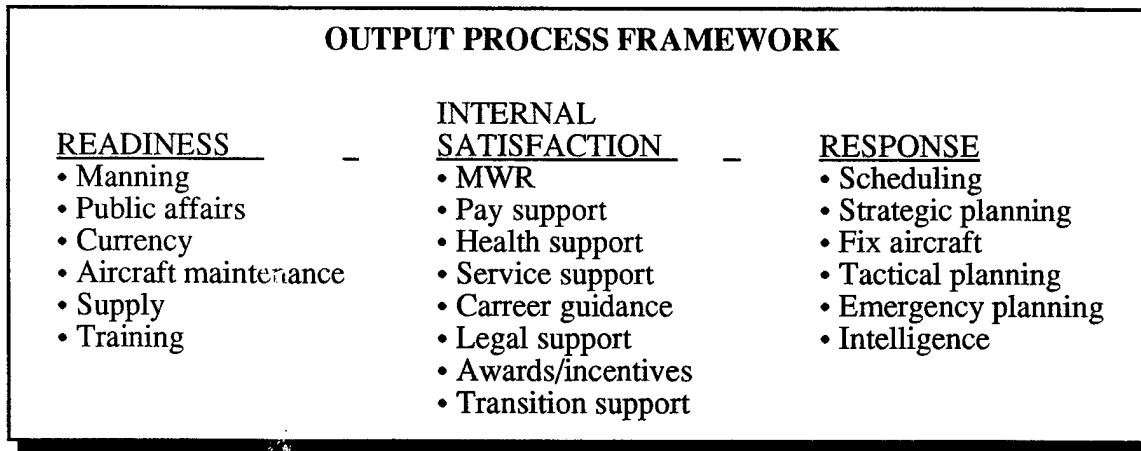 OUTPUT PROCESS FRAMEWORK
READINESS
• Manning
• Public affairs
• Currency
• Aircraft maintenance
• Supply
• Training
INTERNAL
SATISFACTION
• MWR
• Pay support
• Health support
• Service support
• Carreer guidance
• Legal support
• Awards/incentives
• Transition support
RESPONSE
• Scheduling
• Strategic planning
• Fix aircraft
• Tactical planning
• Emergency planning
• Intelligence